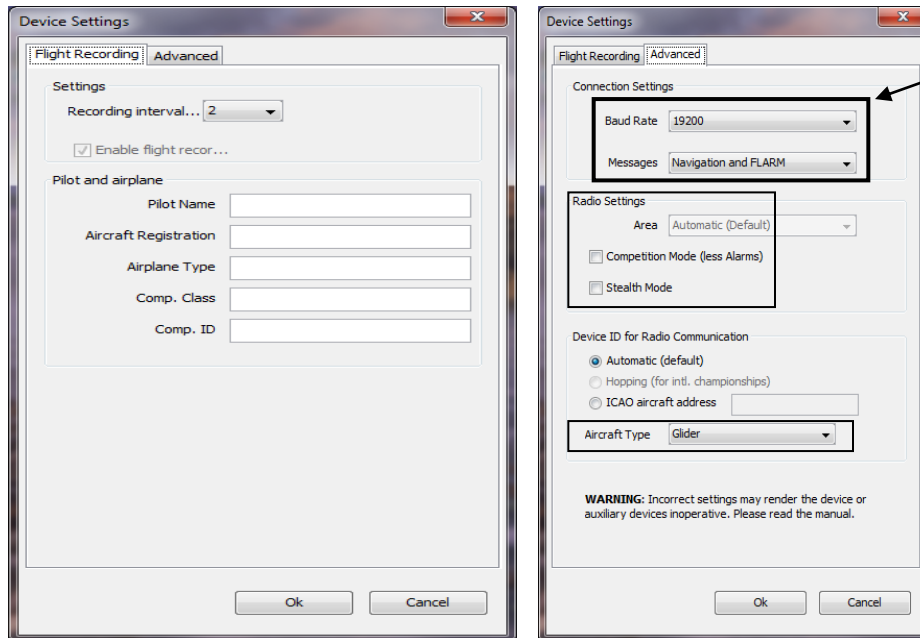 Device Settings
Flight Recording Advanced
Settings
Recording interval... 2
Enable flight recor...
Pilot and airplane
Pilot Name
Aircraft Registration
Airplane Type
Comp. Class
Comp. ID
Ok Cancel
Device Settings
Flight Recording Advanced
Connection Settings
Baud Rate 19200
Messages Navigation and FLARM
Radio Settings
Area Automatic (Default)
Competition Mode (less Alarms)
Stealth Mode
Device ID for Radio Communication
Automatic (default)
Hopping (for intl. championships)
ICAO aircraft address
Aircraft Type Glider
WARNING: Incorrect settings may render the device or
auxiliary devices inoperative. Please read the manual.
Ok Cancel